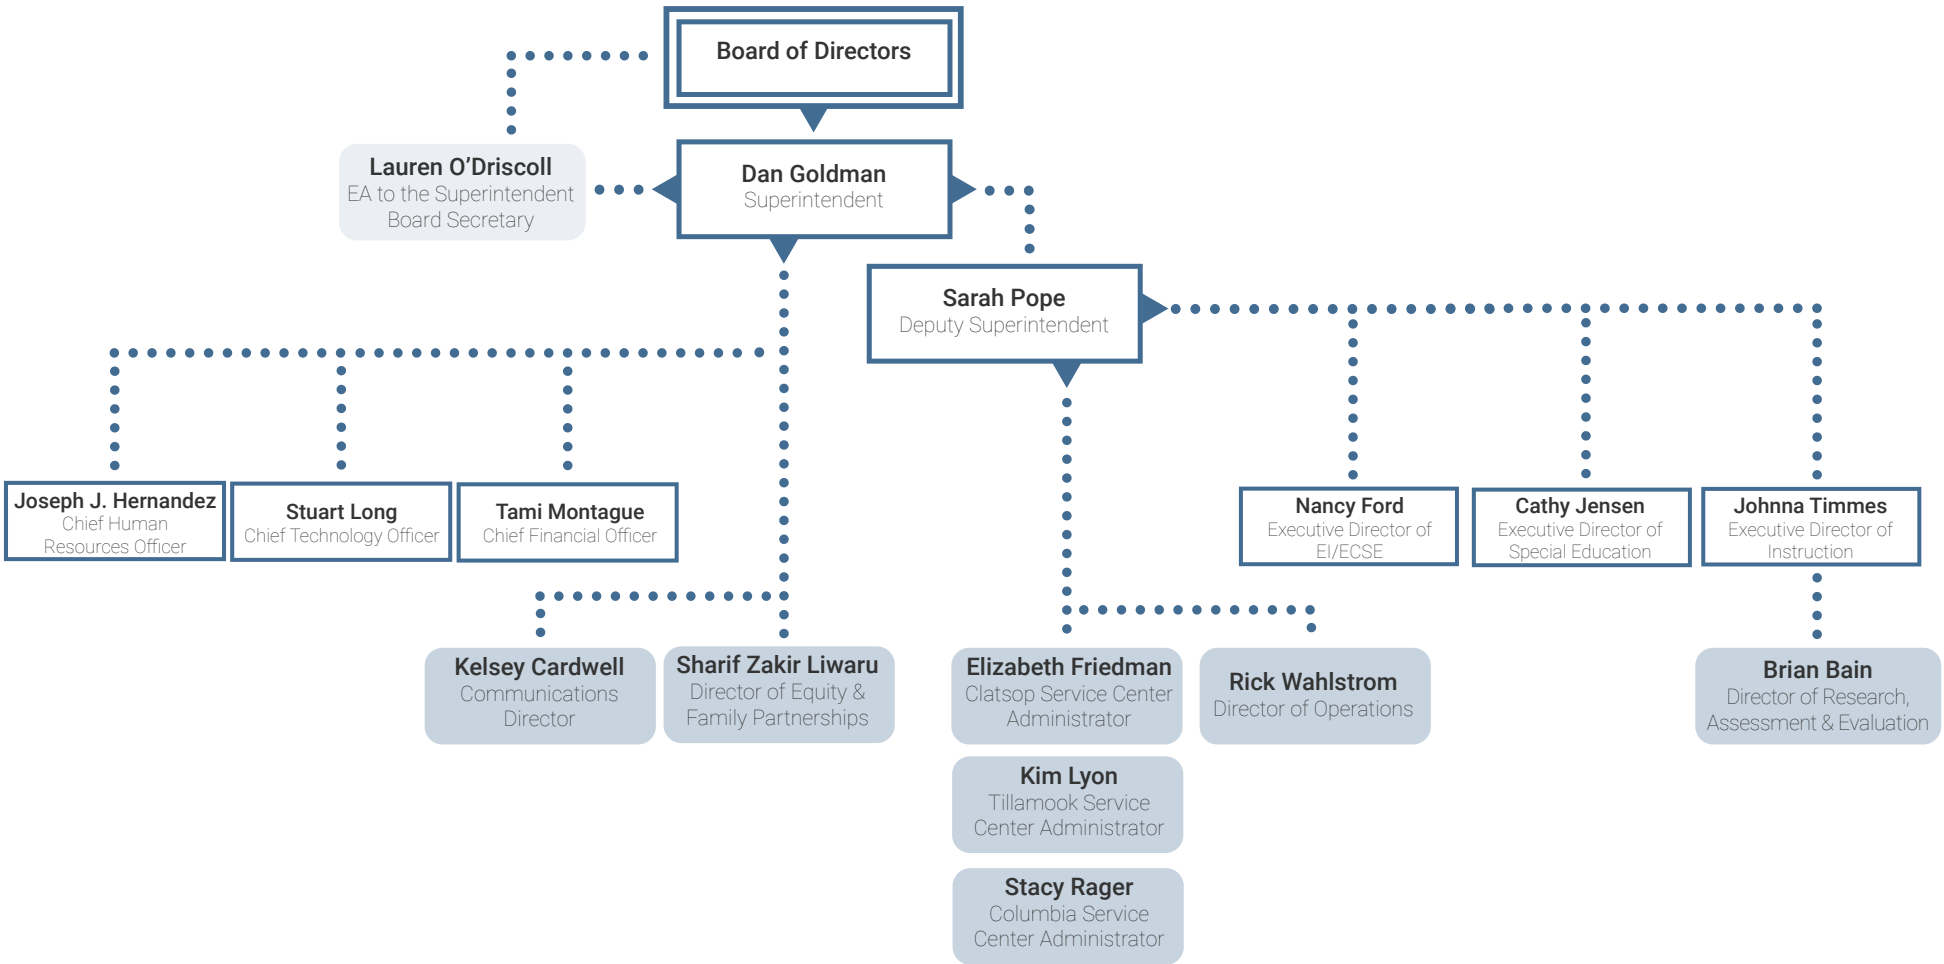 Board of Directors
Lauren O’Driscoll
EA to the Superintendent
Board Secretary
Dan Goldman
Superintendent
Sarah Pope
Deputy Superintendent
Joseph J. Hernandez
Chief Human
Resources Officer
Stuart Long
Chief Technology Officer
Tami Montague
Chief Financial Officer
Nancy Ford
Executive Director of
EI/ECSE
Cathy Jensen
Executive Director of
Special Education
Johnna Timmes
Executive Director of
Instruction
Kelsey Cardwell
Communications
Director
Sharif Zakir Liwaru
Director of Equity &
Family Partnerships
Elizabeth Friedman
Clatsop Service Center
Administrator
Rick Wahlstrom
Director of Operations
Brian Bain
Director of Research,
Assessment & Evaluation
Kim Lyon
Tillamook Service
Center Administrator
Stacy Rager
Columbia Service
Center Administrator